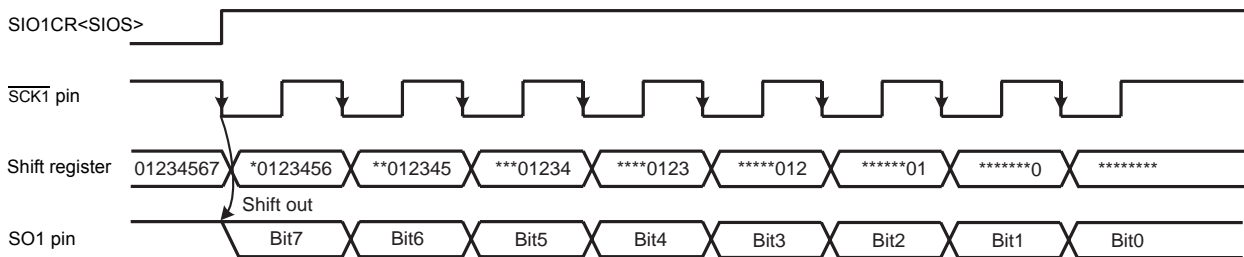 SIO1CR<SIOS>
SCK1 pin
Shift register 01234567 *0123456 **012345 ***01234 ****0123 *****012 ******01 *******0 ********
Shift out
SO1 pin Bit7 Bit6 Bit5 Bit4 Bit3 Bit2 Bit1 Bit0